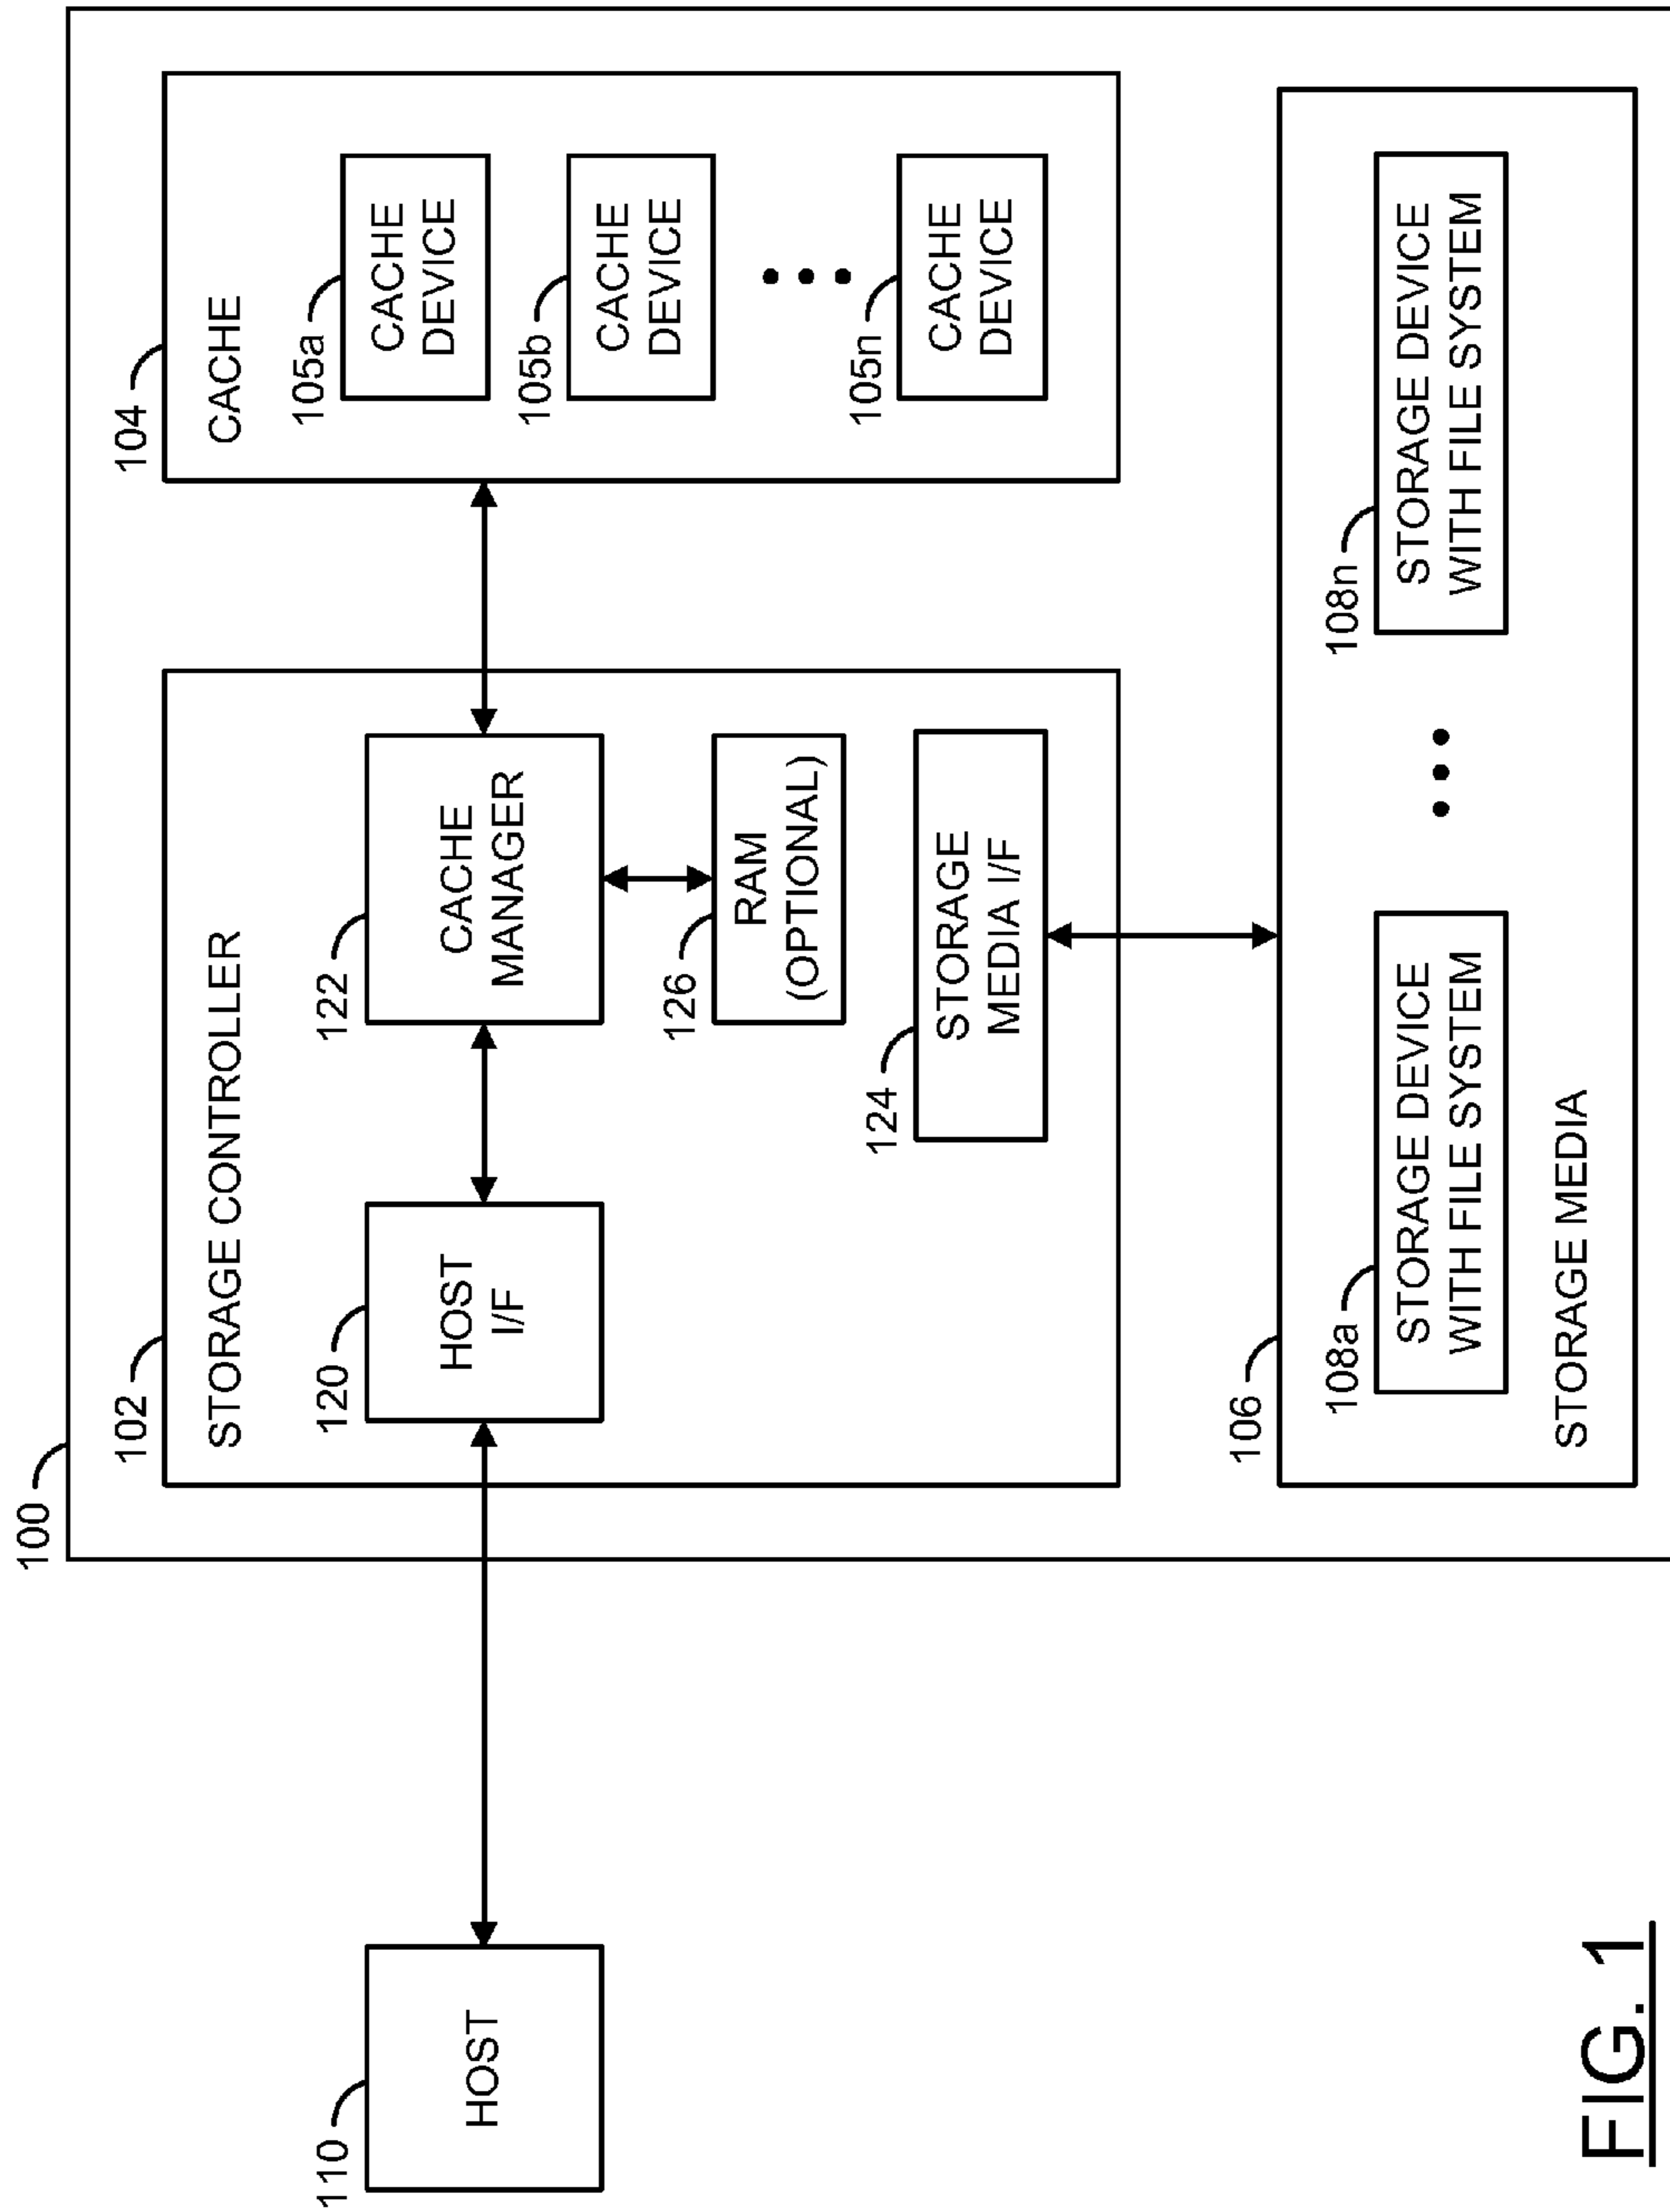 100
102
STORAGE CONTROLLER
104
CACHE
110
HOST
120
HOST
I/F
122
CACHE
MANAGER
126
RAM
(OPTIONAL)
124
STORAGE
MEDIA I/F
105a
CACHE
DEVICE
105b
CACHE
DEVICE
105n
CACHE
DEVICE
106
108a
STORAGE DEVICE
WITH FILE SYSTEM
108n
STORAGE DEVICE
WITH FILE SYSTEM
STORAGE MEDIA
FIG. 1